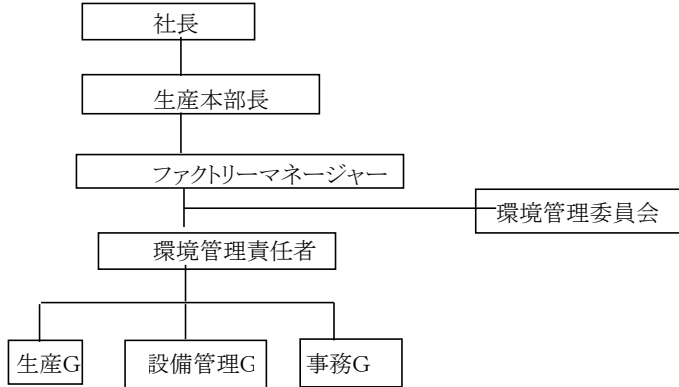 社長
生産本部長
ファクトリーマネージャー
環境管理委員会
環境管理責任者
生産G
設備管理G
事務G